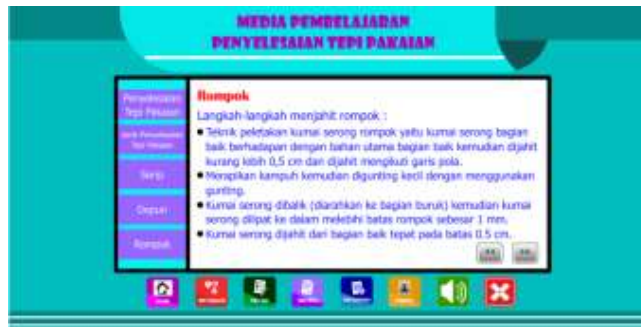 MEDIA PEMBELAJARAN
PENYELESAIAN TEPI PAKAIAN
Penyelesaian
Tepi Pakaian
Tepi Pakaian
Serip
Depun
Rompok
Rompok
Langkah-langkah menjahit rompok :
Teknik peletakan kumai serong rompok yaitu kumai serong bagian
baik berhadapan dengan bahan utama bagian baik kemudian dijahit
kurang lebih 0,5 cm dan dijahit mengikuti garis pola.
Merapikan kampuh kemudian digunting kecil dengan menggunakan
gunting.
Kumai serong dibalik (diarahkan ke bagian buruk) kemudian kumai
serong dilipat ke dalam melebihi batas rompok sebesar 1 mm.
Kumai serong dijahit dari bagian baik tepat pada batas 0.5 cm.